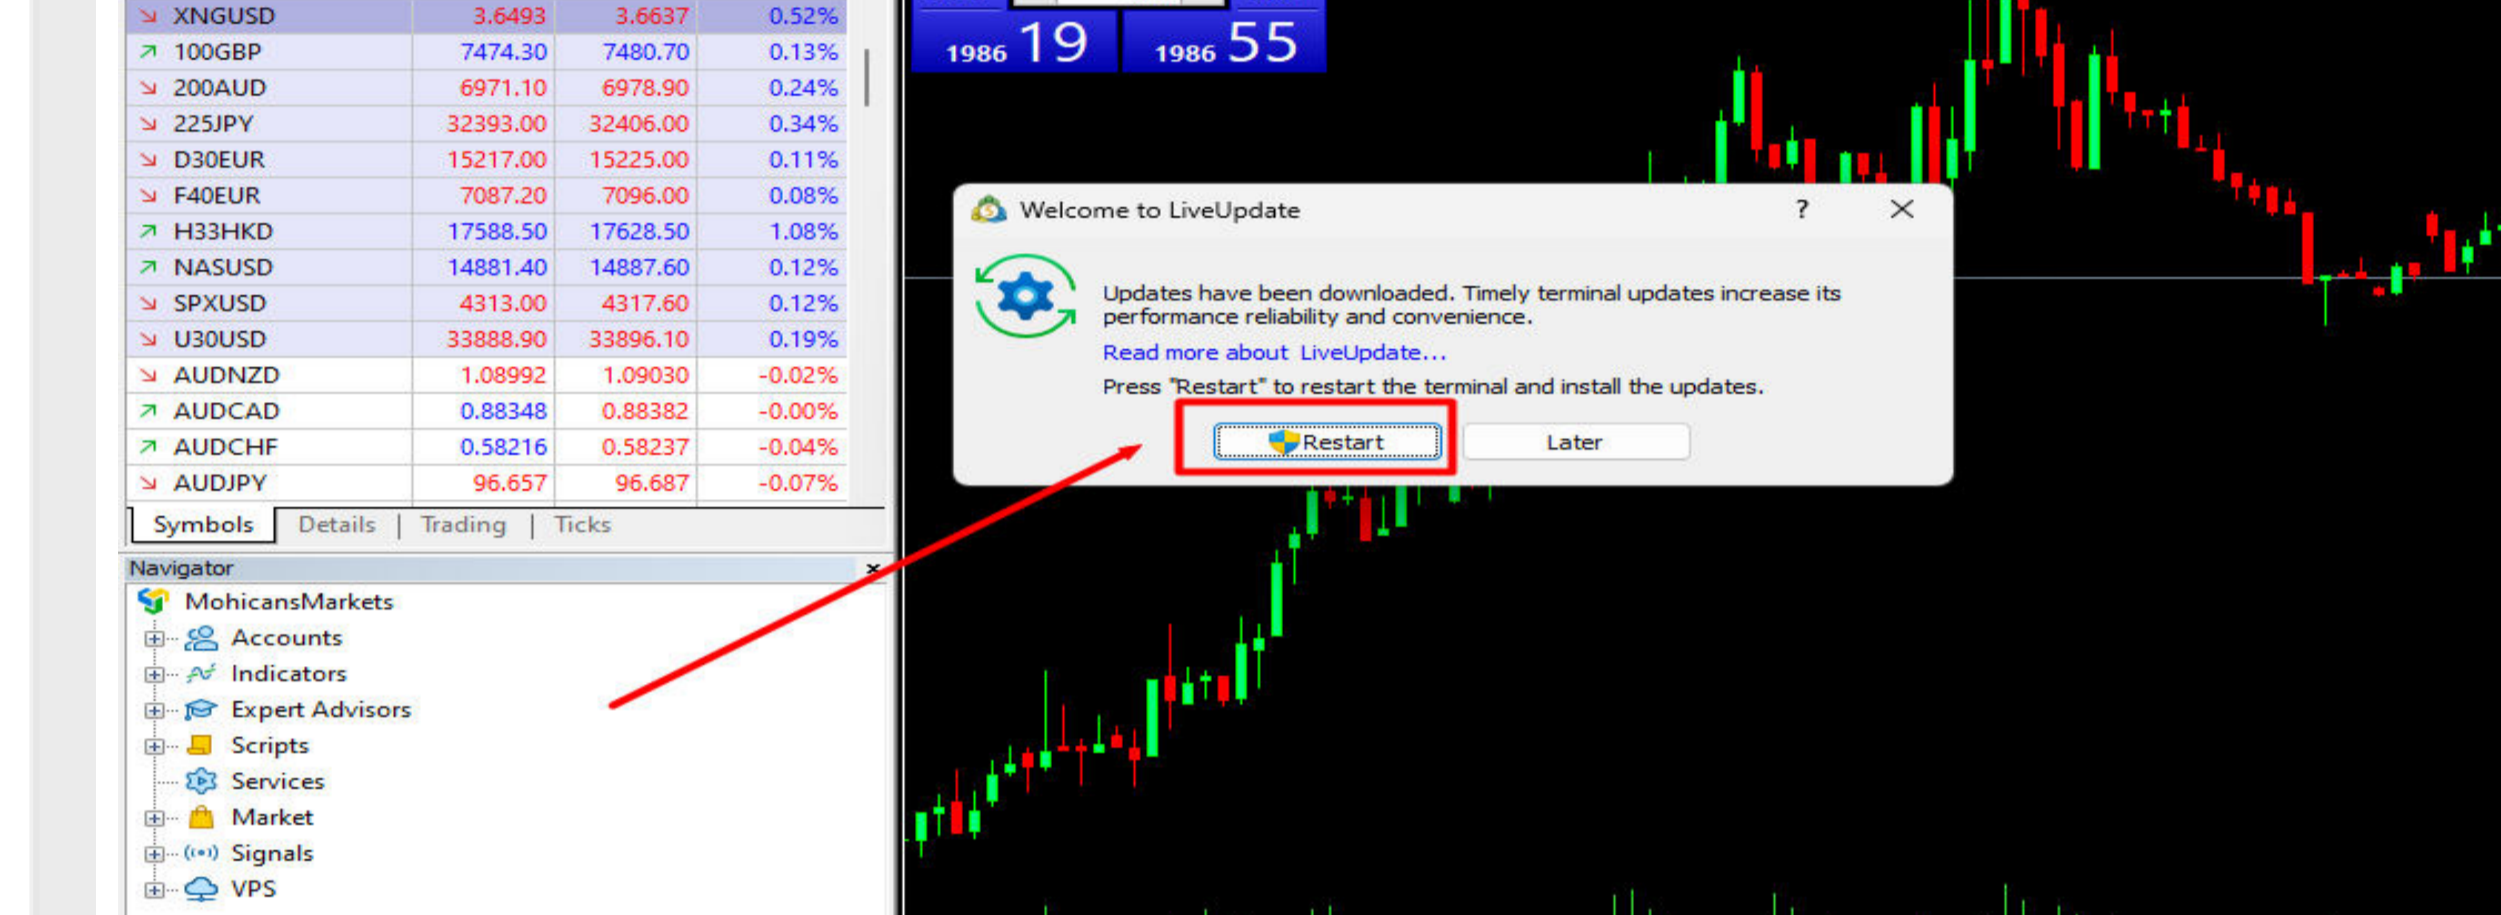 XNGUSD 3.6493 3.6637 0.52%
100GBP 7474.30 7480.70 0.13%
200AUD 6971.10 6978.90 0.24%
225JPY 32393.00 32406.00 0.34%
D30EUR 15217.00 15225.00 0.11%
F40EUR 7087.20 7096.00 0.08%
H33HKD 17588.50 17628.50 1.08%
NASUSD 14881.40 14887.60 0.12%
SPXUSD 4313.00 4317.60 0.12%
U30USD 33888.90 33896.10 0.19%
AUDNZD 1.08992 1.09030 -0.02%
AUDCAD 0.88348 0.88382 -0.00%
AUDCHF 0.58216 0.58237 -0.04%
AUDJPY 96.657 96.687 -0.07%
Symbols Details | Trading | Ticks
Navigator
MohicansMarkets
Accounts
Indicators
Expert Advisors
Scripts
Services
Market
Signals
VPS
1986 19 1986 55
Welcome to LiveUpdate ?
Updates have been downloaded. Timely terminal updates increase its
performance reliability and convenience.
Read more about LiveUpdate...
Press "Restart" to restart the terminal and install the updates.
Restart Later